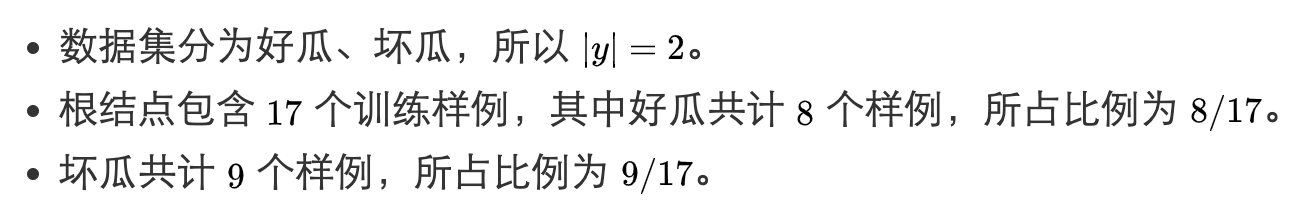 • 数据集分为好瓜、坏瓜，所以 |y| = 2。
• 根结点包含 17 个训练样例，其中好瓜共计 8 个样例，所占比例为 8/17。
• 坏瓜共计 9 个样例，所占比例为 9/17。